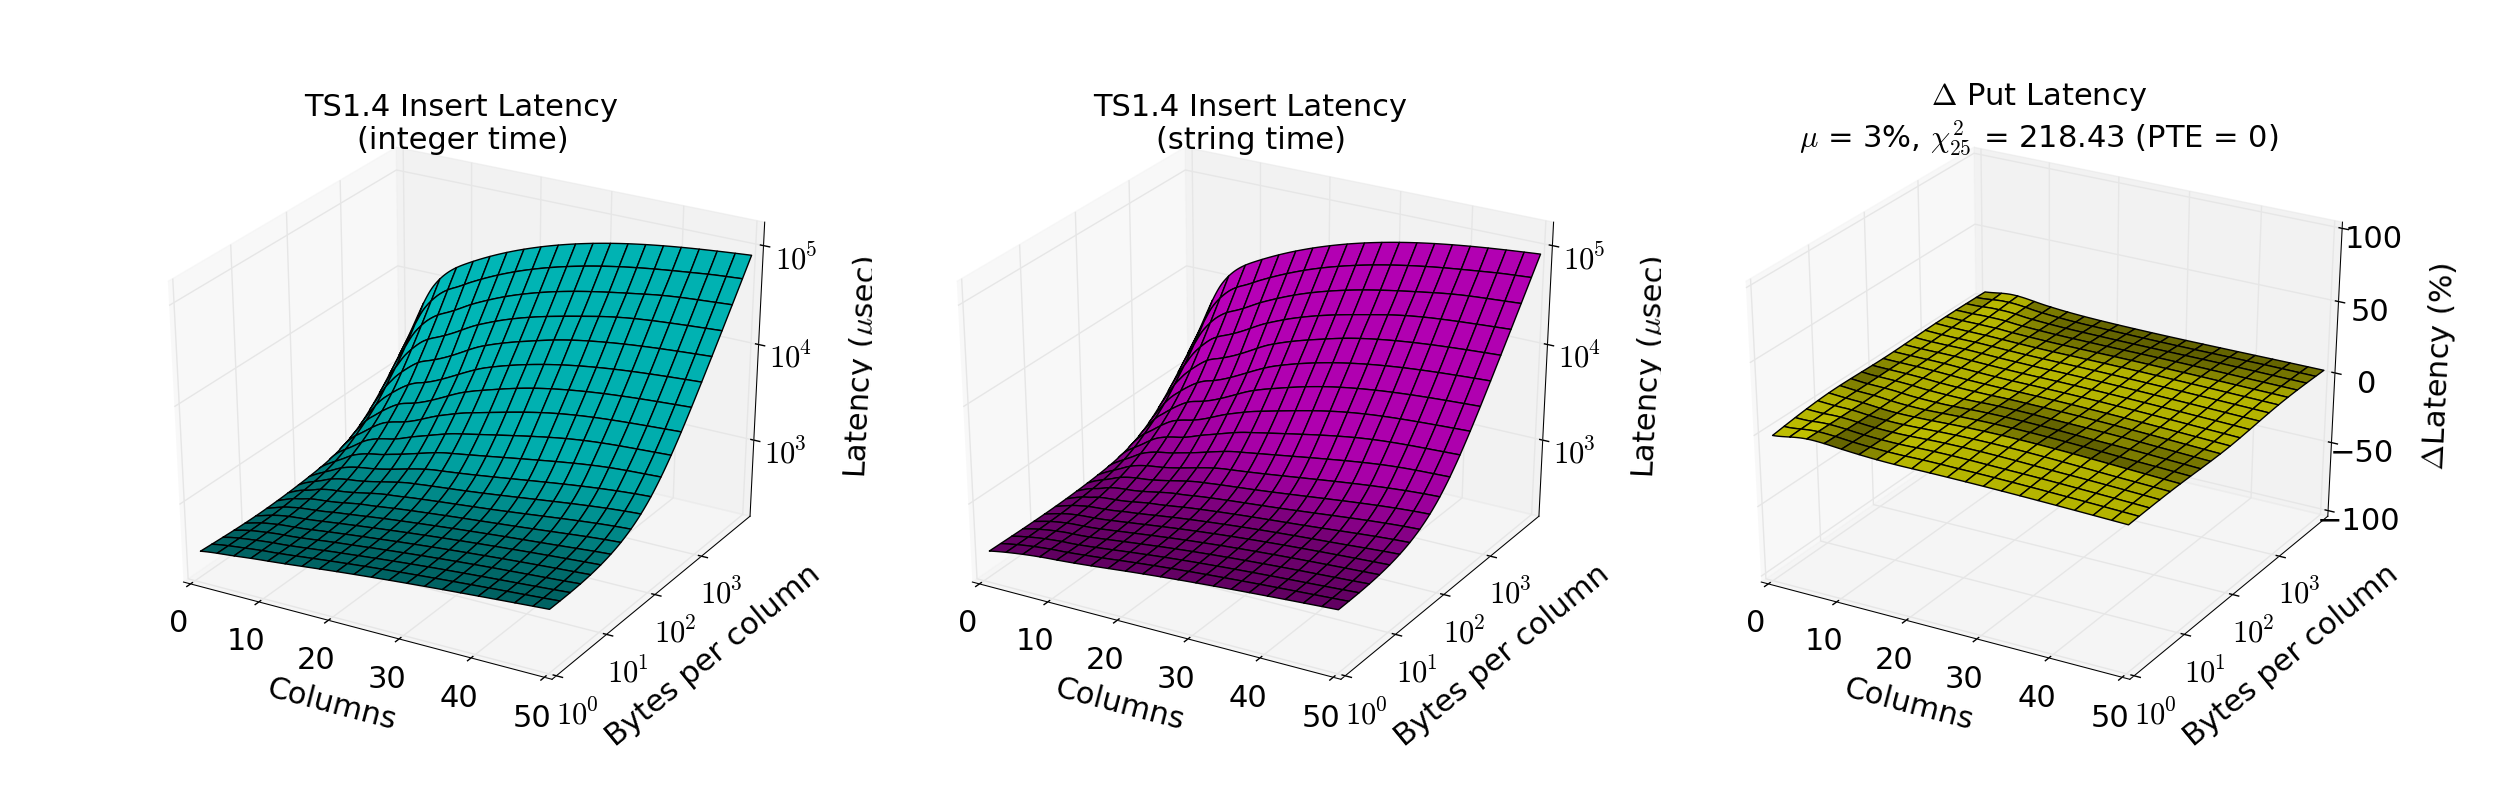 TS1.4 Insert Latency
(integer time)
10⁵
10⁴
10³
Latency (μsec)
0
10
20
30
40
50
Columns
10⁰
10¹
10²
10³
Bytes per column
TS1.4 Insert Latency
(string time)
10⁵
10⁴
10³
Latency (μsec)
0
10
20
30
40
50
Columns
10⁰
10¹
10²
10³
Bytes per column
Δ Put Latency
μ = 3%, χ²₂₅ = 218.43 (PTE = 0)
100
50
0
−50
−100
ΔLatency (%)
0
10
20
30
40
50
Columns
10⁰
10¹
10²
10³
Bytes per column